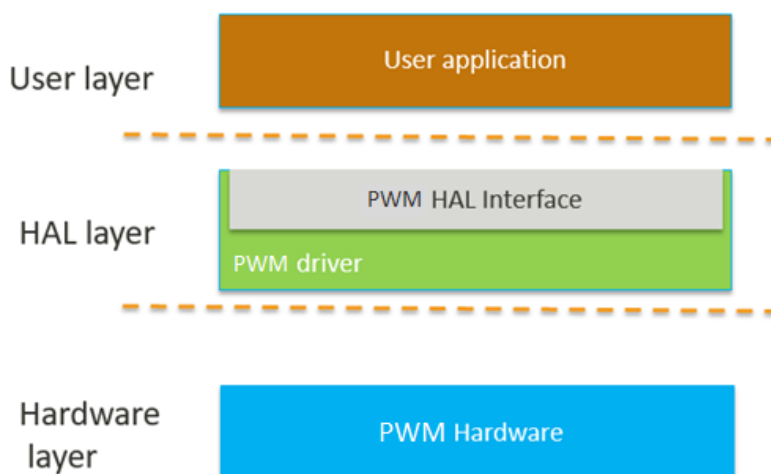 User layer
User application
HAL layer
PWM HAL Interface
PWM driver
Hardware
layer
PWM Hardware